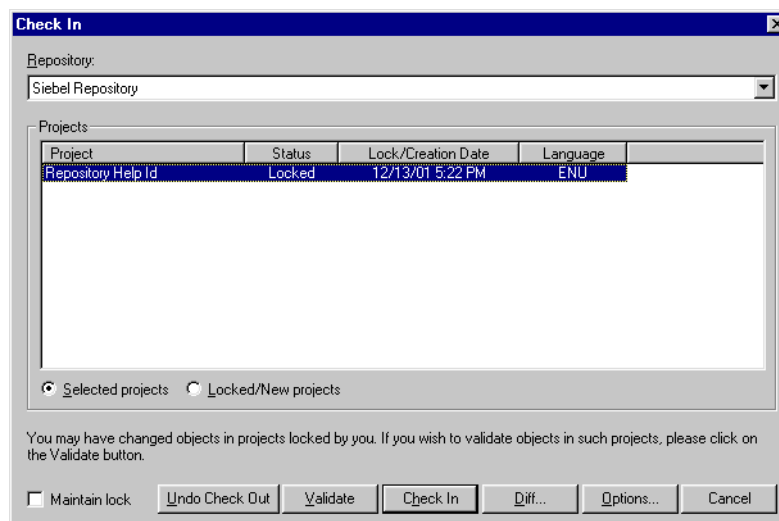 Check In
Repository:
Siebel Repository
Projects
Project Status Lock/Creation Date Language
Repository Help Id Locked 12/13/01 5:22 PM ENU
Selected projects Locked/New projects
You may have changed objects in projects locked by you. If you wish to validate objects in such projects, please click on
the Validate button.
Maintain lock Undo Check Out Validate Check In Diff... Options... Cancel